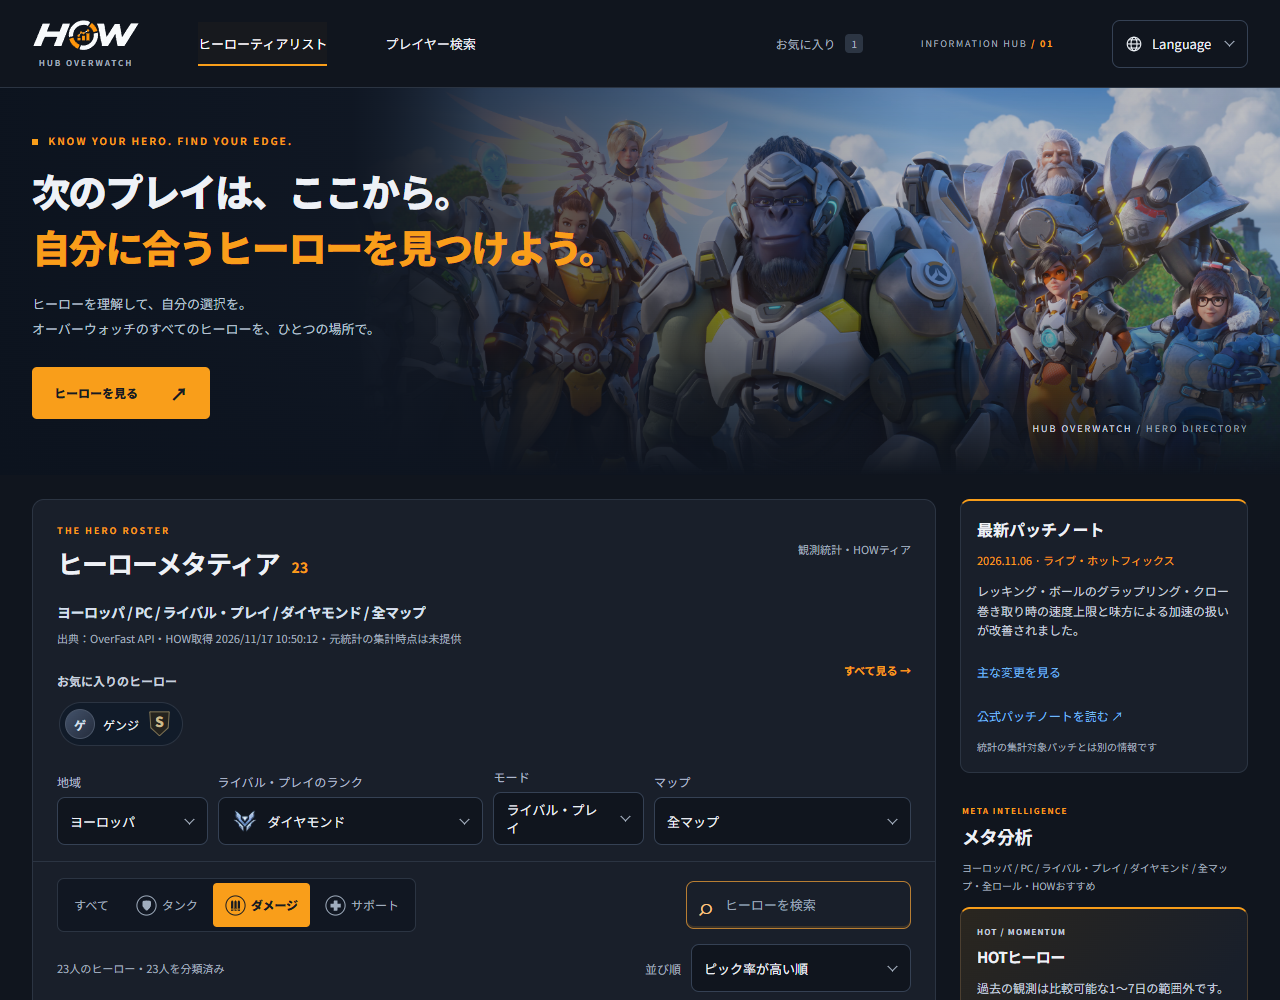 HOW
HUB OVERWATCH
ヒーローティアリスト
プレイヤー検索
お気に入り 1
INFORMATION HUB / 01
Language
KNOW YOUR HERO. FIND YOUR EDGE.
次のプレイは、ここから。
自分に合うヒーローを見つけよう。
ヒーローを理解して、自分の選択を。
オーバーウォッチのすべてのヒーローを、ひとつの場所で。
ヒーローを見る ↗
HUB OVERWATCH / HERO DIRECTORY
THE HERO ROSTER
ヒーローメタティア 23
観測統計・HOWティア
ヨーロッパ / PC / ライバル・プレイ / ダイヤモンド / 全マップ
出典：OverFast API・HOW取得 2026/11/17 10:50:12・元統計の集計時点は未提供
お気に入りのヒーロー
すべて見る →
ゲ ゲンジ S
地域
ヨーロッパ
ライバル・プレイのランク
ダイヤモンド
モード
ライバル・プレ
イ
マップ
全マップ
すべて
タンク
ダメージ
サポート
ヒーローを検索
23人のヒーロー・23人を分類済み
並び順
ピック率が高い順
最新パッチノート
2026.11.06・ライブ・ホットフィックス
レッキング・ボールのグラップリング・クロー
巻き取り時の速度上限と味方による加速の扱い
が改善されました。
主な変更を見る
公式パッチノートを読む ↗
統計の集計対象パッチとは別の情報です
META INTELLIGENCE
メタ分析
ヨーロッパ / PC / ライバル・プレイ / ダイヤモンド / 全マッ
プ・全ロール・HOWおすすめ
HOT / MOMENTUM
HOTヒーロー
過去の観測は比較可能な1〜7日の範囲外です。